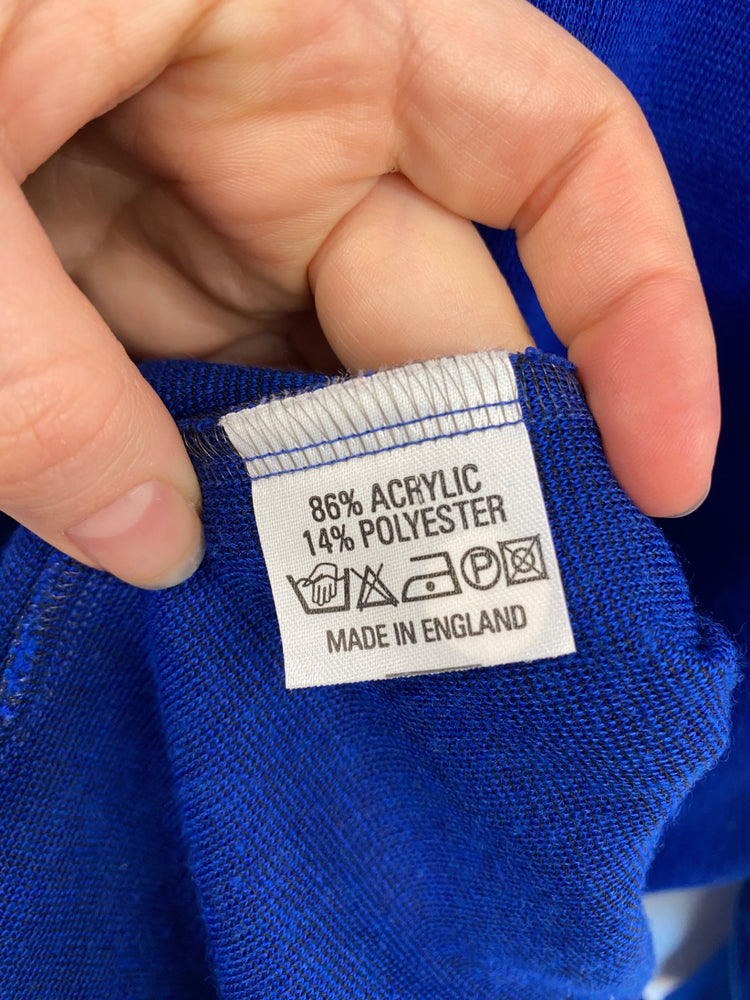 86% ACRYLIC
14% POLYESTER
P
MADE IN ENGLAND